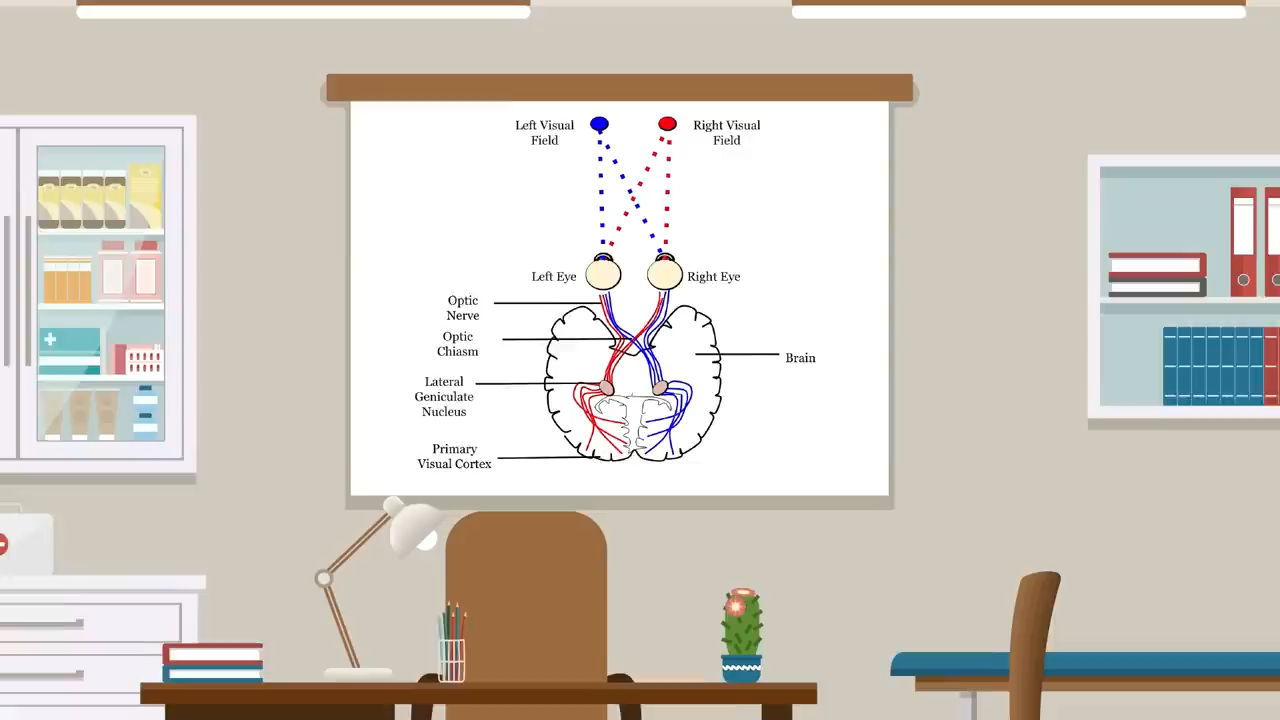 Left Visual
Field
Right Visual
Field
Left Eye
Right Eye
Optic
Nerve
Optic
Chiasm
Brain
Lateral
Geniculate
Nucleus
Primary
Visual Cortex